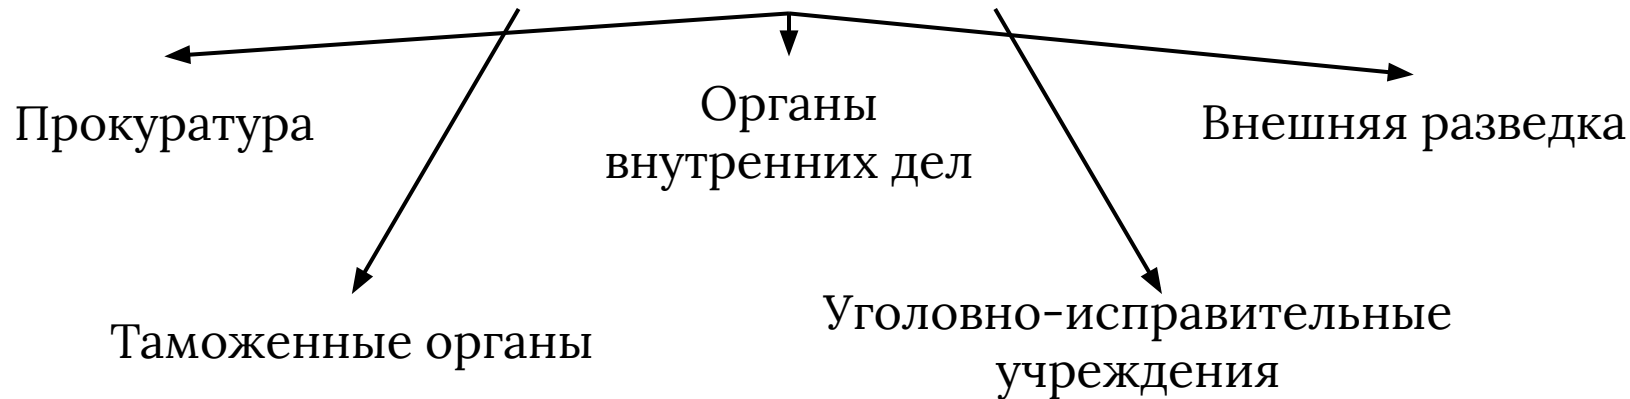 Прокуратура
Органы
внутренних дел
Внешняя разведка
Таможенные органы
Уголовно-исправительные
учреждения